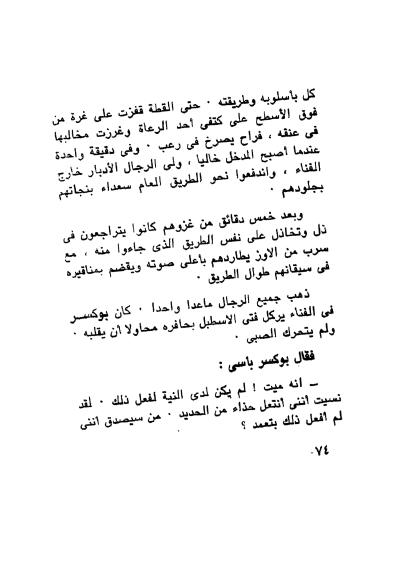 كل بأسلوبه وطريقته · حتى القطة قفزت على غرة من
فوق الأسطح على كتفى أحد الرعاة وغرزت مخالبها
فى عنقه ، فراح يصرخ فى رعب · وفى دقيقة واحدة
عندما أصبح المدخل خاليا ، ولى الرجال الأدبار خارج
الفناء ، واندفعوا نحو الطريق العام سعداء بنجاتهم
بجلودهم ·
وبعد خمس دقائق من غزوهم كانوا يتراجعون فى
ذل وتخاذل على نفس الطريق الذى جاءوا منه ، مع
سرب من الاوز يطاردهم بأعلى صوته ويقضم بمناقيره
فى سيقانهم طوال الطريق ·
ذهب جميع الرجال ماعدا واحدا · كان بوكسر
فى الفناء يركل فتى الاسطبل بحافره محاولا أن يقلبه ·
ولم يتحرك الصبى ·
فقال بوكسر بأسى :
– انه ميت ! لم يكن لدى النية لفعل ذلك · لقد
نسيت اننى أنتعل حذاء من الحديد · من سيصدق اننى
لم أفعل ذلك بتعمد ؟
٧٤